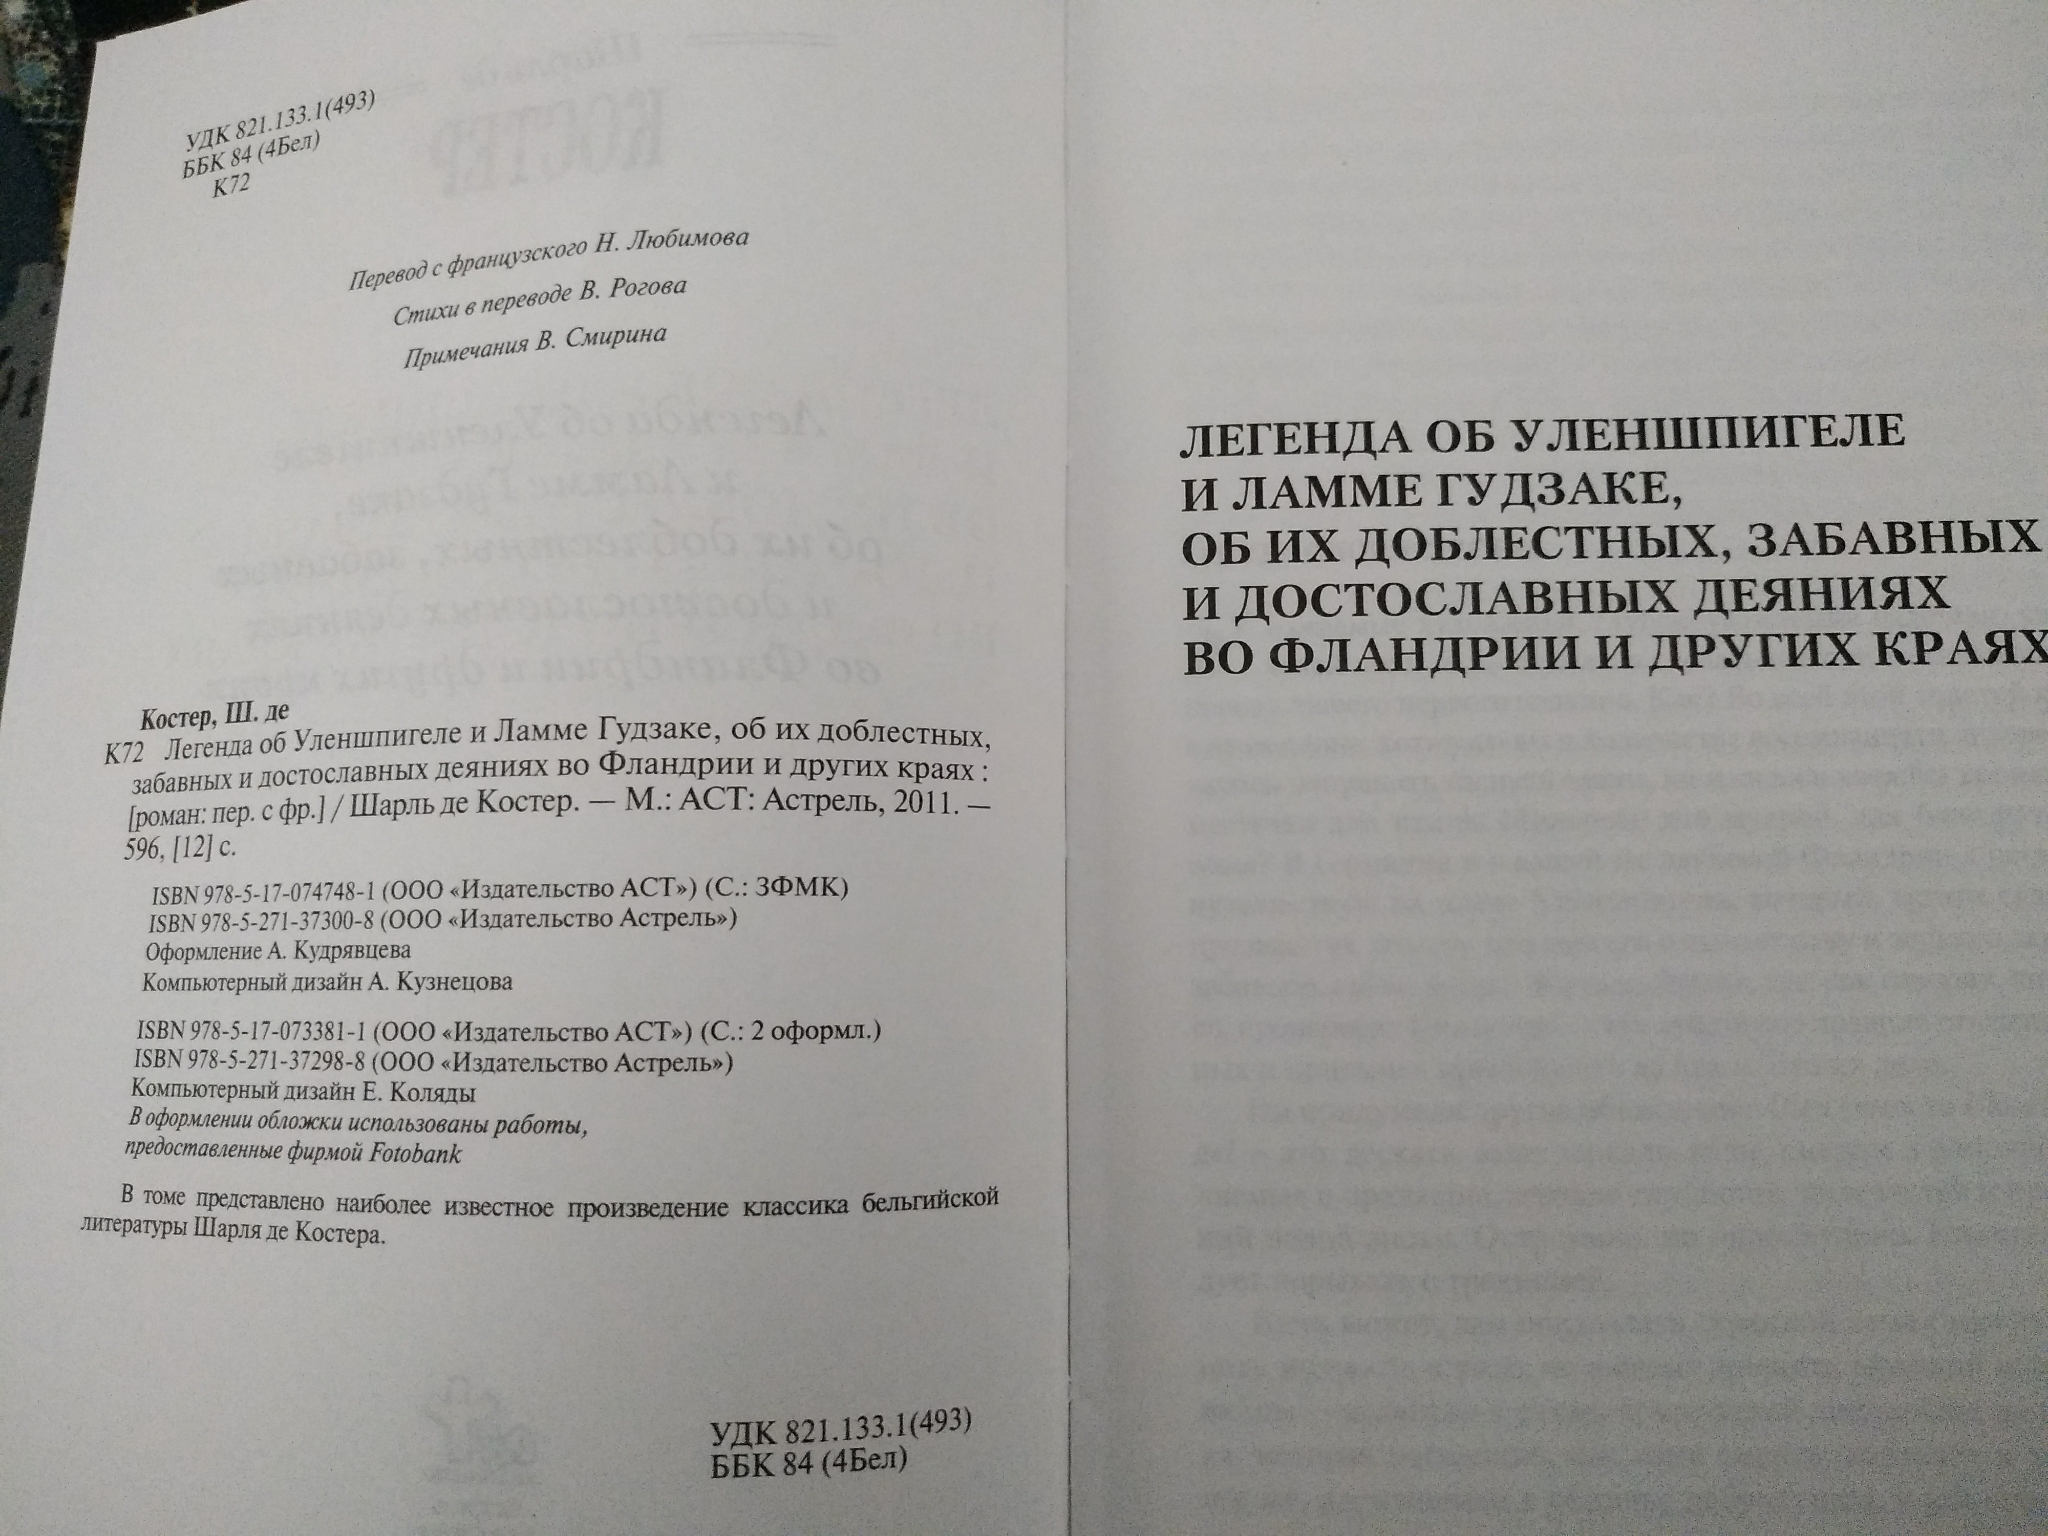 УДК 821.133.1(493)
ББК 84 (4Бел)
К72
Перевод с французского Н. Любимова
Стихи в переводе В. Рогова
Примечания В. Смирина
Костер, Ш. де
К72 Легенда об Уленшпигеле и Ламме Гудзаке, об их доблестных,
забавных и достославных деяниях во Фландрии и других краях :
[роман: пер. с фр.] / Шарль де Костер. — М.: АСТ: Астрель, 2011. —
596, [12] с.
ISBN 978-5-17-074748-1 (ООО «Издательство АСТ») (С.: ЗФМК)
ISBN 978-5-271-37300-8 (ООО «Издательство Астрель»)
Оформление А. Кудрявцева
Компьютерный дизайн А. Кузнецова
ISBN 978-5-17-073381-1 (ООО «Издательство АСТ») (С.: 2 оформл.)
ISBN 978-5-271-37298-8 (ООО «Издательство Астрель»)
Компьютерный дизайн Е. Коляды
В оформлении обложки использованы работы,
предоставленные фирмой Fotobank
В томе представлено наиболее известное произведение классика бельгийской
литературы Шарля де Костера.
УДК 821.133.1(493)
ББК 84 (4Бел)
ЛЕГЕНДА ОБ УЛЕНШПИГЕЛЕ
И ЛАММЕ ГУДЗАКЕ,
ОБ ИХ ДОБЛЕСТНЫХ, ЗАБАВНЫХ
И ДОСТОСЛАВНЫХ ДЕЯНИЯХ
ВО ФЛАНДРИИ И ДРУГИХ КРАЯХ